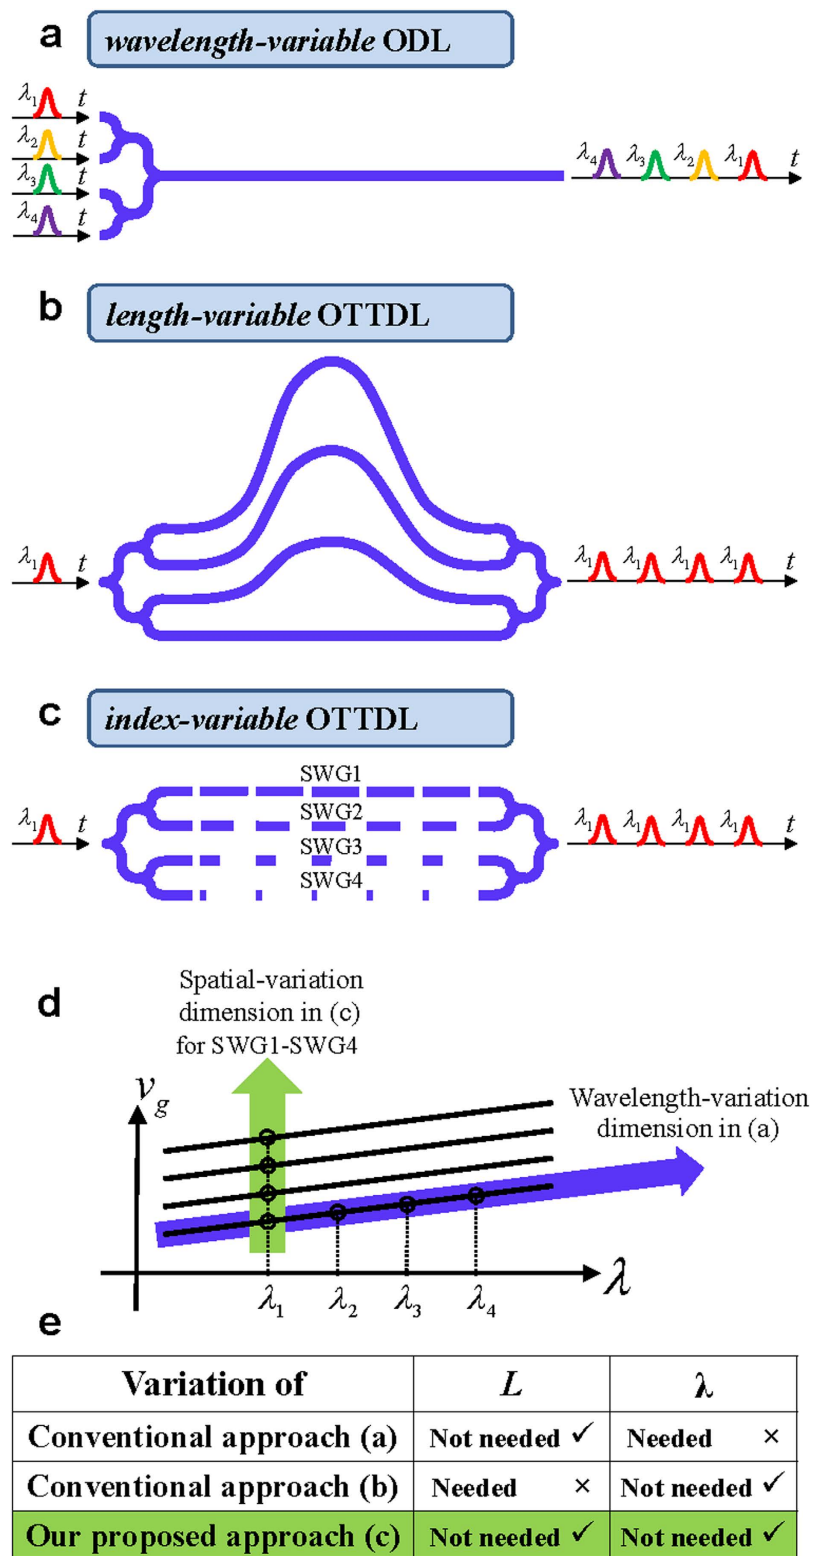 a
wavelength-variable ODL
λ1 t
λ2 t
λ3 t
λ4 t
λ4 λ3 λ2 λ1 t
b
length-variable OTTDL
λ1 t
λ1 λ1 λ1 λ1 t
c
index-variable OTTDL
SWG1
SWG2
SWG3
SWG4
λ1 t
λ1 λ1 λ1 λ1 t
d
Spatial-variation
dimension in (c)
for SWG1-SWG4
vg
Wavelength-variation
dimension in (a)
λ
λ1 λ2 λ3 λ4
e
Variation of L λ
Conventional approach (a) Not needed ✓ Needed ×
Conventional approach (b) Needed × Not needed ✓
Our proposed approach (c) Not needed ✓ Not needed ✓